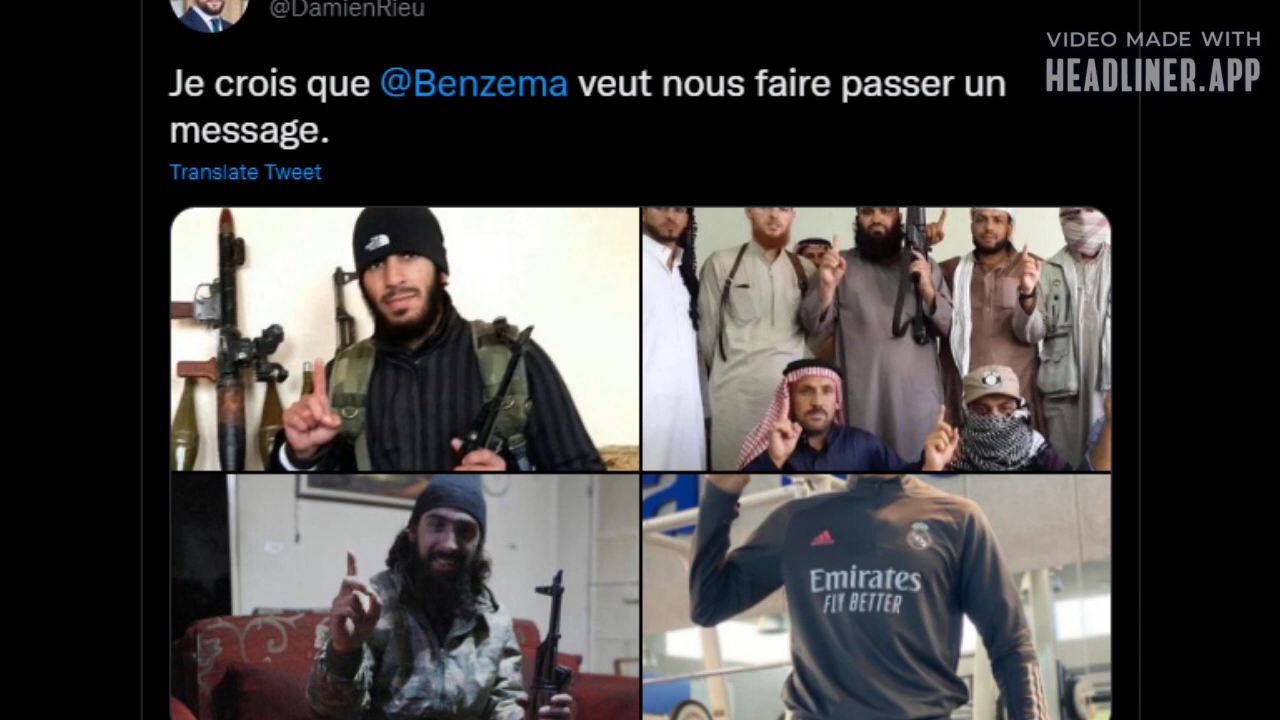 @DamienRieu
VIDEO MADE WITH
HEADLINER.APP
Je crois que @Benzema veut nous faire passer un
message.
Translate Tweet
Emirates
FLY BETTER